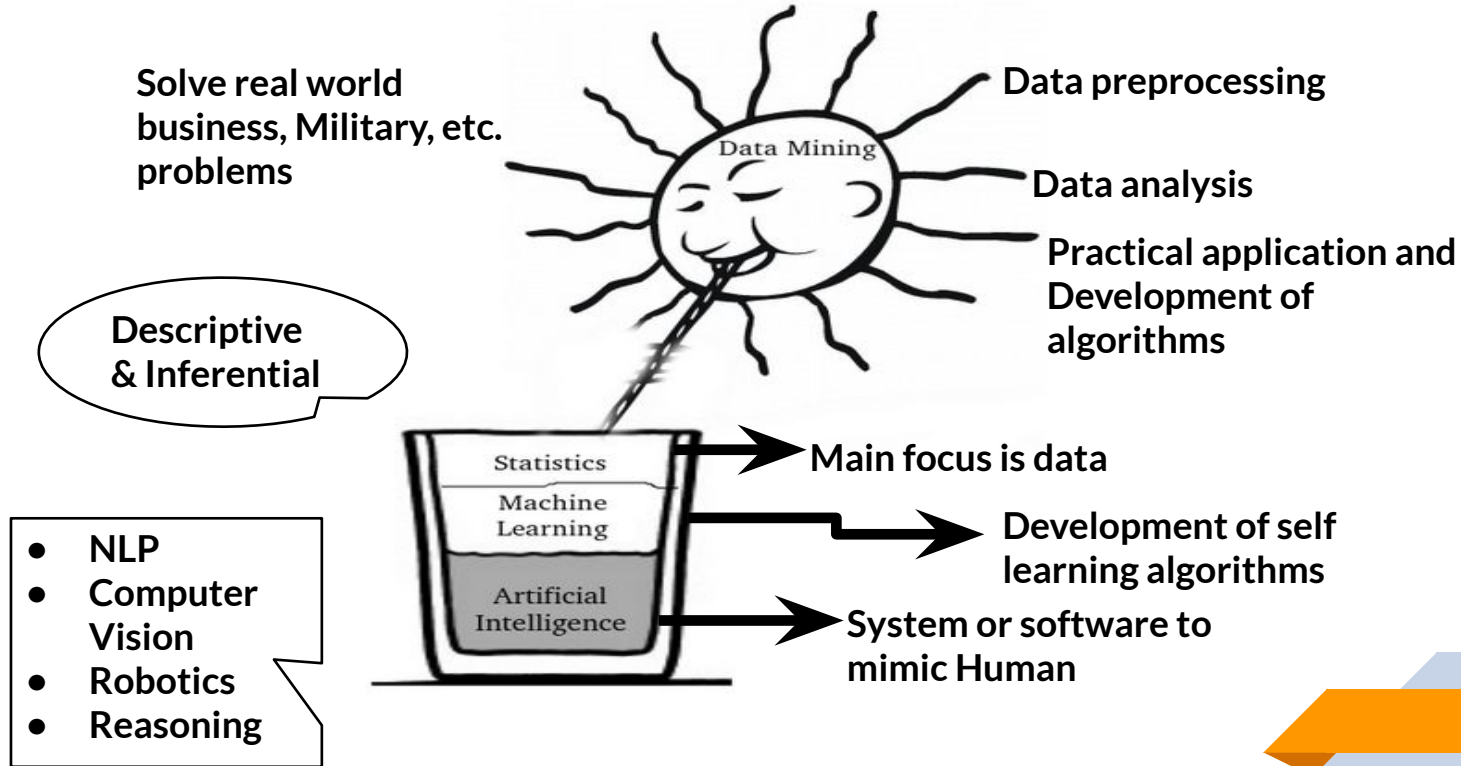 Solve real world
business, Military, etc.
problems
Data Mining
Data preprocessing
Data analysis
Practical application and
Development of
algorithms
Descriptive
& Inferential
Statistics
Main focus is data
Machine
Learning
Development of self
learning algorithms
Artificial
Intelligence
System or software to
mimic Human
● NLP
● Computer
Vision
● Robotics
● Reasoning